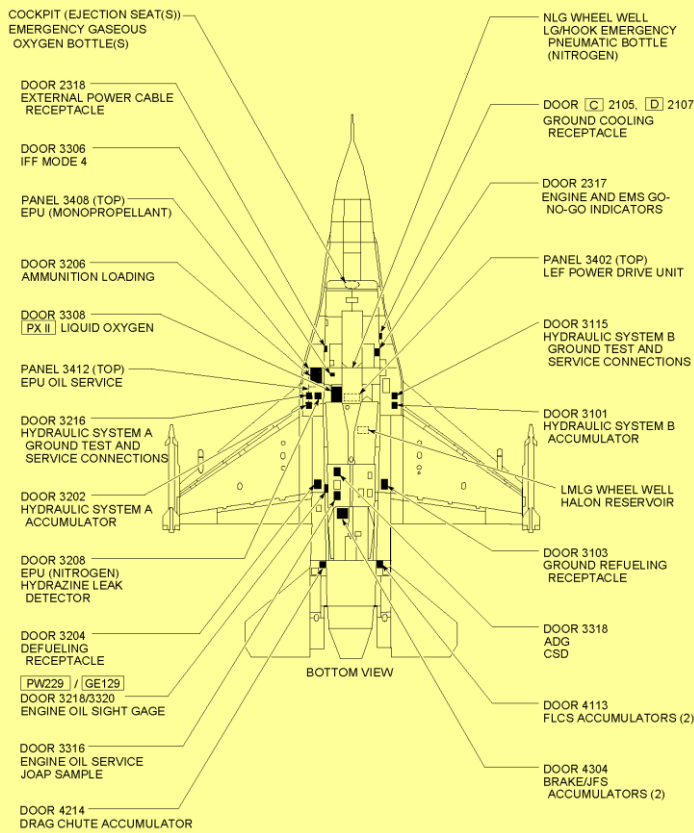 COCKPIT (EJECTION SEAT(S))
EMERGENCY GASEOUS
OXYGEN BOTTLE(S)
DOOR 2318
EXTERNAL POWER CABLE
RECEPTACLE
DOOR 3306
IFF MODE 4
PANEL 3408 (TOP)
EPU (MONOPROPELLANT)
DOOR 3206
AMMUNITION LOADING
DOOR 3308
PX II LIQUID OXYGEN
PANEL 3412 (TOP)
EPU OIL SERVICE
DOOR 3216
HYDRAULIC SYSTEM A
GROUND TEST AND
SERVICE CONNECTIONS
DOOR 3202
HYDRAULIC SYSTEM A
ACCUMULATOR
DOOR 3208
EPU (NITROGEN)
HYDRAZINE LEAK
DETECTOR
DOOR 3204
DEFUELING
RECEPTACLE
PW229 / GE129
DOOR 3218/3320
ENGINE OIL SIGHT GAGE
DOOR 3316
ENGINE OIL SERVICE
JOAP SAMPLE
DOOR 4214
DRAG CHUTE ACCUMULATOR
NLG WHEEL WELL
LG/HOOK EMERGENCY
PNEUMATIC BOTTLE
(NITROGEN)
DOOR C 2105, D 2107
GROUND COOLING
RECEPTACLE
DOOR 2317
ENGINE AND EMS GO-
NO-GO INDICATORS
PANEL 3402 (TOP)
LEF POWER DRIVE UNIT
DOOR 3115
HYDRAULIC SYSTEM B
GROUND TEST AND
SERVICE CONNECTIONS
DOOR 3101
HYDRAULIC SYSTEM B
ACCUMULATOR
LMLG WHEEL WELL
HALON RESERVOIR
DOOR 3103
GROUND REFUELING
RECEPTACLE
DOOR 3318
ADG
CSD
DOOR 4113
FLCS ACCUMULATORS (2)
DOOR 4304
BRAKE/JFS
ACCUMULATORS (2)
BOTTOM VIEW